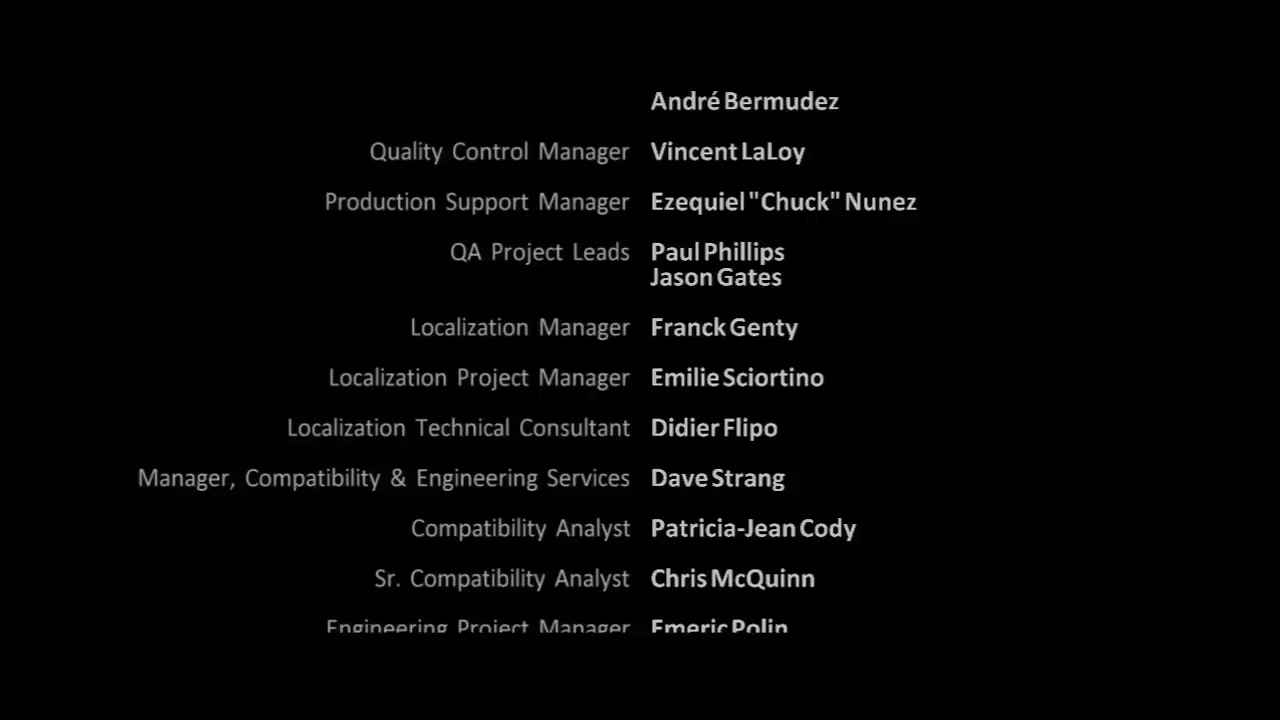 André Bermudez
Quality Control Manager Vincent LaLoy
Production Support Manager Ezequiel "Chuck" Nunez
QA Project Leads Paul Phillips
Jason Gates
Localization Manager Franck Genty
Localization Project Manager Emilie Sciortino
Localization Technical Consultant Didier Flipo
Manager, Compatibility & Engineering Services Dave Strang
Compatibility Analyst Patricia-Jean Cody
Sr. Compatibility Analyst Chris McQuinn
Engineering Project Manager Emeric Polin